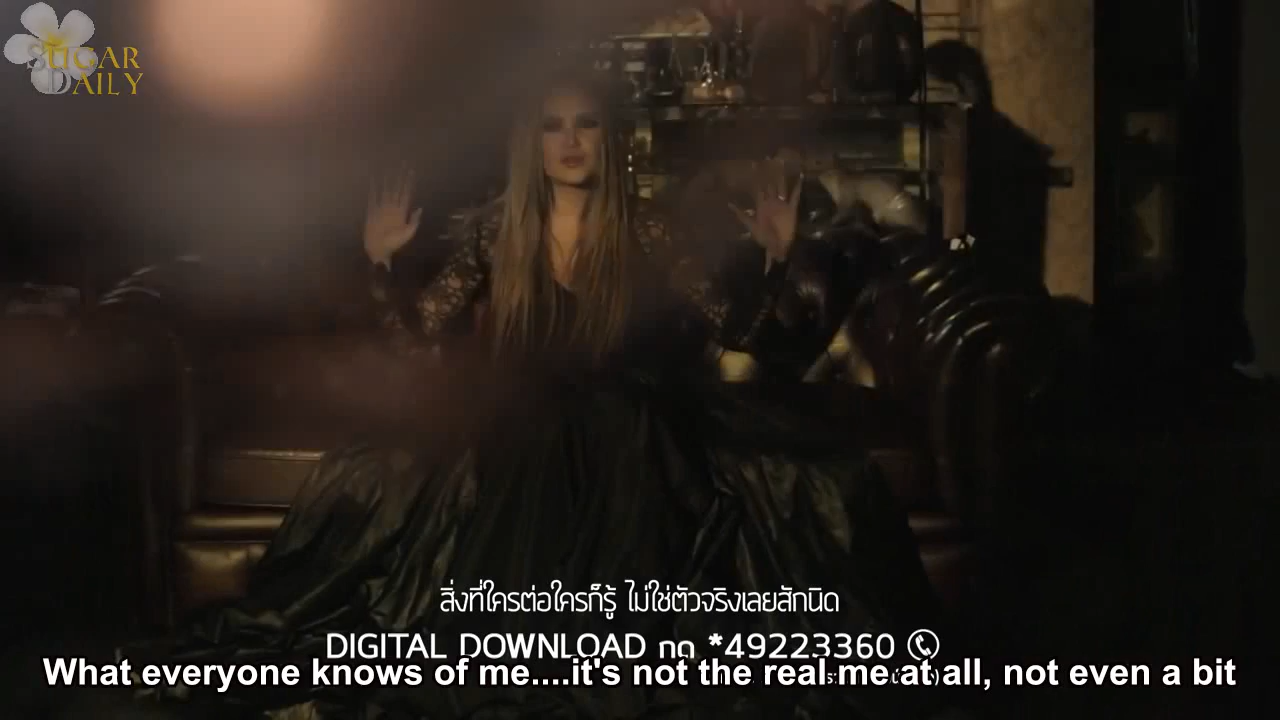 SUGAR
DAILY
สิ่งที่ใครต่อใครก็รู้ ไม่ใช่ตัวจริงเลยสักนิด
DIGITAL DOWNLOAD กด *49223360
What everyone knows of me....it's not the real me at all, not even a bit